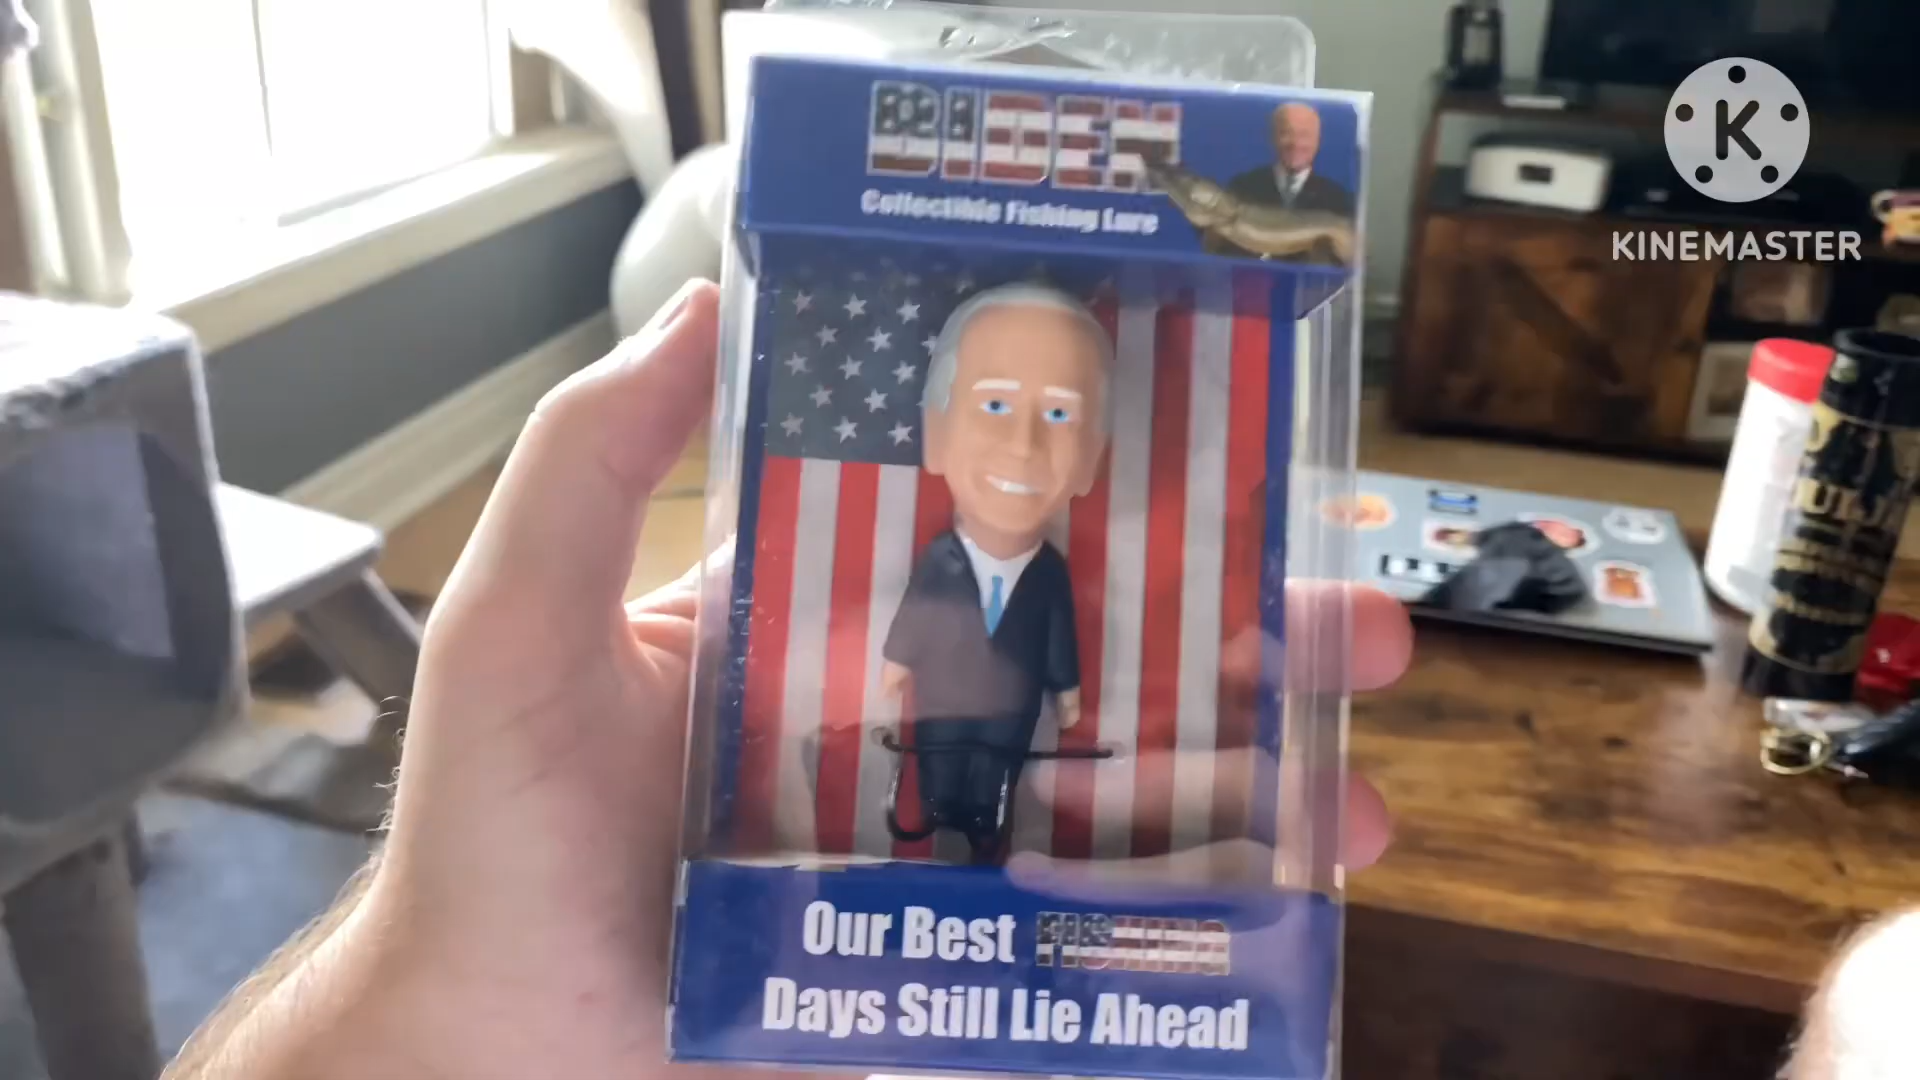 BIDEN
Collectible Fishing Lure
Our Best FISHING
Days Still Lie Ahead
K
KINEMASTER